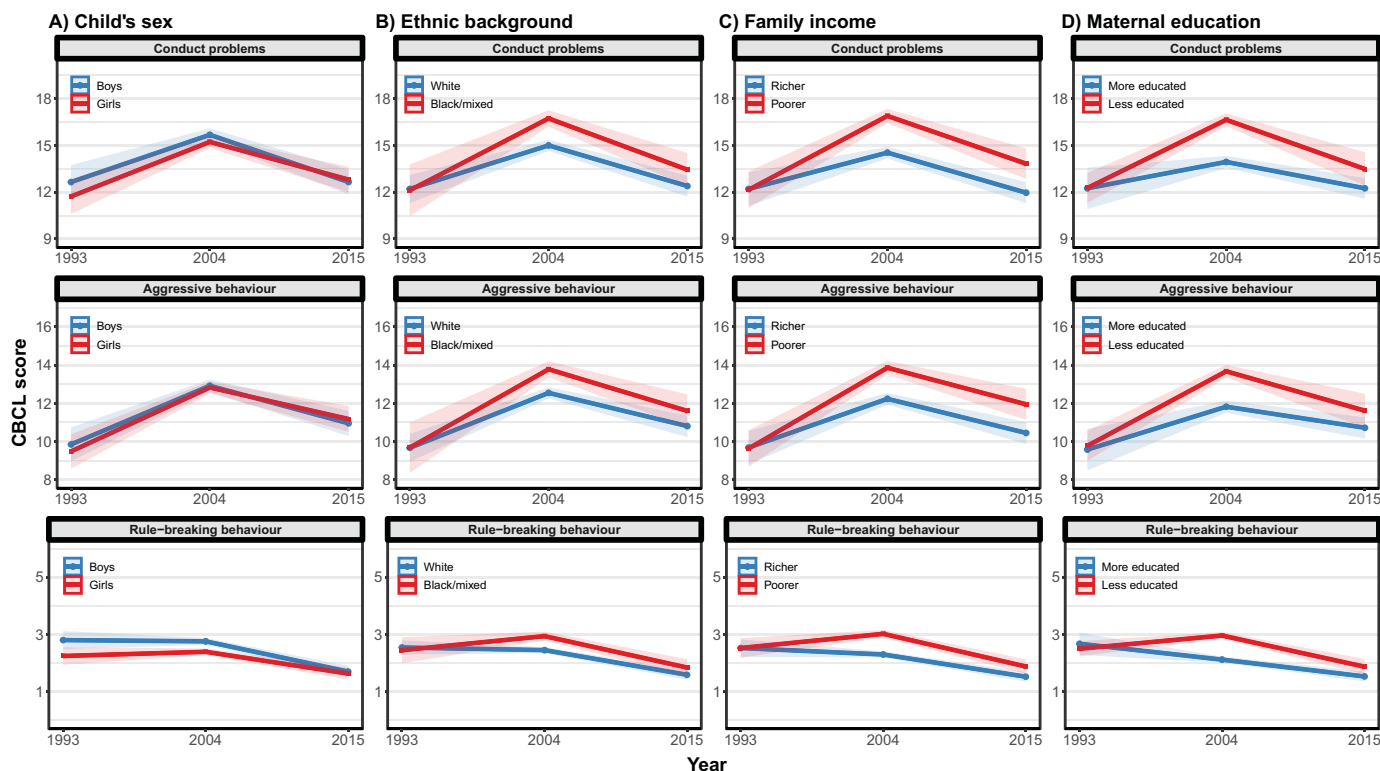 A) Child's sex
B) Ethnic background
C) Family income
D) Maternal education
Conduct problems
Conduct problems
Conduct problems
Conduct problems
Boys
Girls
White
Black/mixed
Richer
Poorer
More educated
Less educated
18
15
12
9
18
15
12
9
18
15
12
9
18
15
12
9
1993 2004 2015
1993 2004 2015
1993 2004 2015
1993 2004 2015
CBCL score
Aggressive behaviour
Aggressive behaviour
Aggressive behaviour
Aggressive behaviour
Boys
Girls
White
Black/mixed
Richer
Poorer
More educated
Less educated
16
14
12
10
8
16
14
12
10
8
16
14
12
10
8
16
14
12
10
8
1993 2004 2015
1993 2004 2015
1993 2004 2015
1993 2004 2015
Rule−breaking behaviour
Rule−breaking behaviour
Rule−breaking behaviour
Rule−breaking behaviour
Boys
Girls
White
Black/mixed
Richer
Poorer
More educated
Less educated
5
3
1
5
3
1
5
3
1
5
3
1
1993 2004 2015
1993 2004 2015
1993 2004 2015
1993 2004 2015
Year